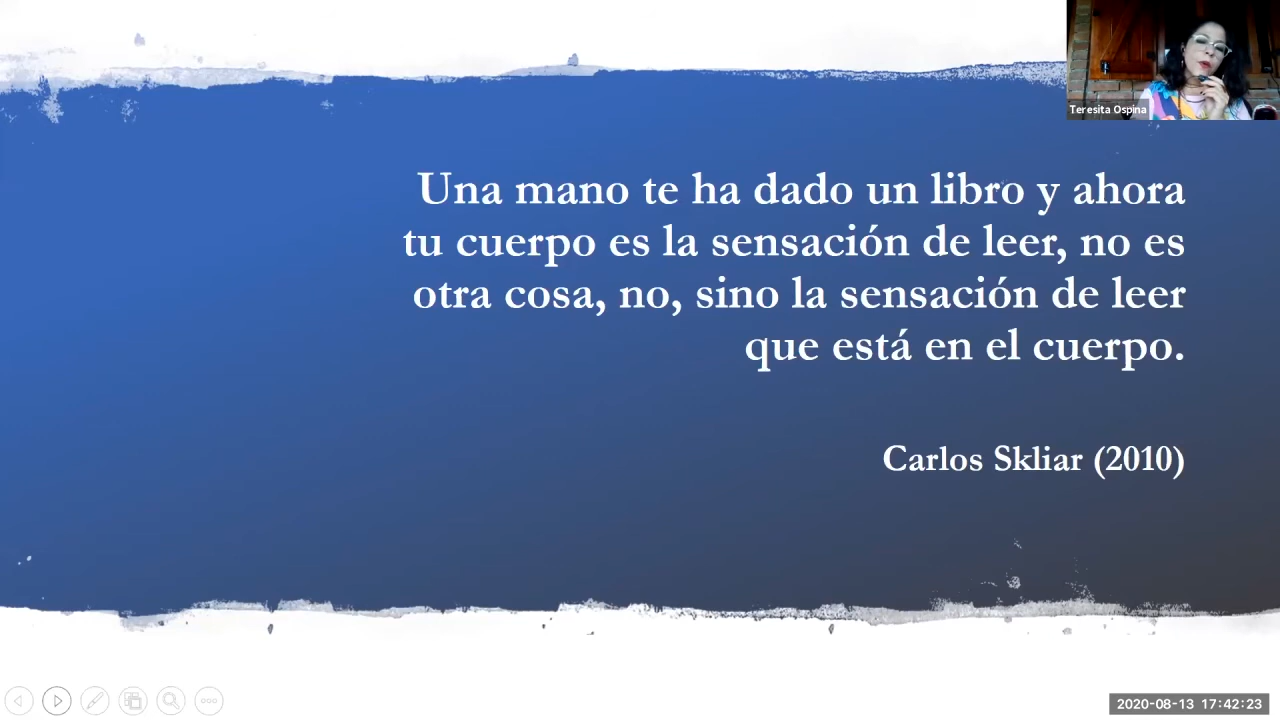 Teresita Ospina
Una mano te ha dado un libro y ahora
tu cuerpo es la sensación de leer, no es
otra cosa, no, sino la sensación de leer
que está en el cuerpo.
Carlos Skliar (2010)
2020-08-13 17:42:23